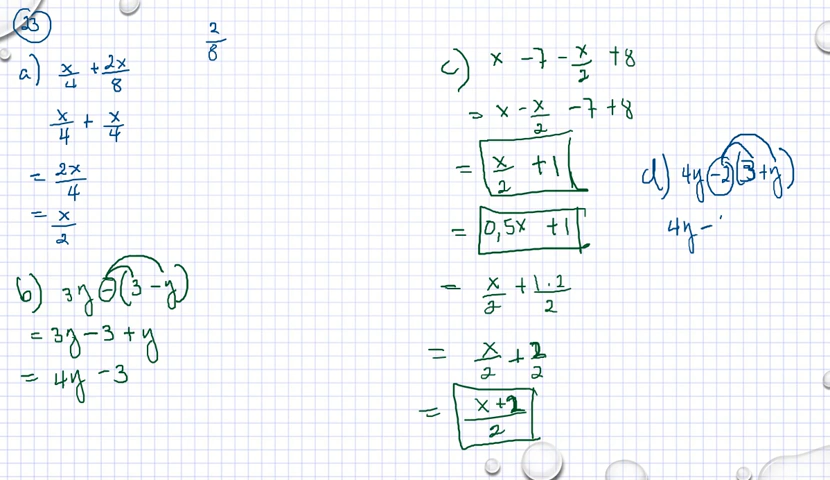 23
2/8
a) x/4 + 2x/8
x/4 + x/4
= 2x/4
= x/2
b) 3y - (3 - y)
= 3y - 3 + y
= 4y - 3
c) x - 7 - x/2 + 8
= x - x/2 - 7 + 8
= x/2 + 1
= 0,5x + 1
= x/2 + 1·2/2
= x/2 + 2/2
= x+2/2
d) 4y - 2(3 + y)
4y -